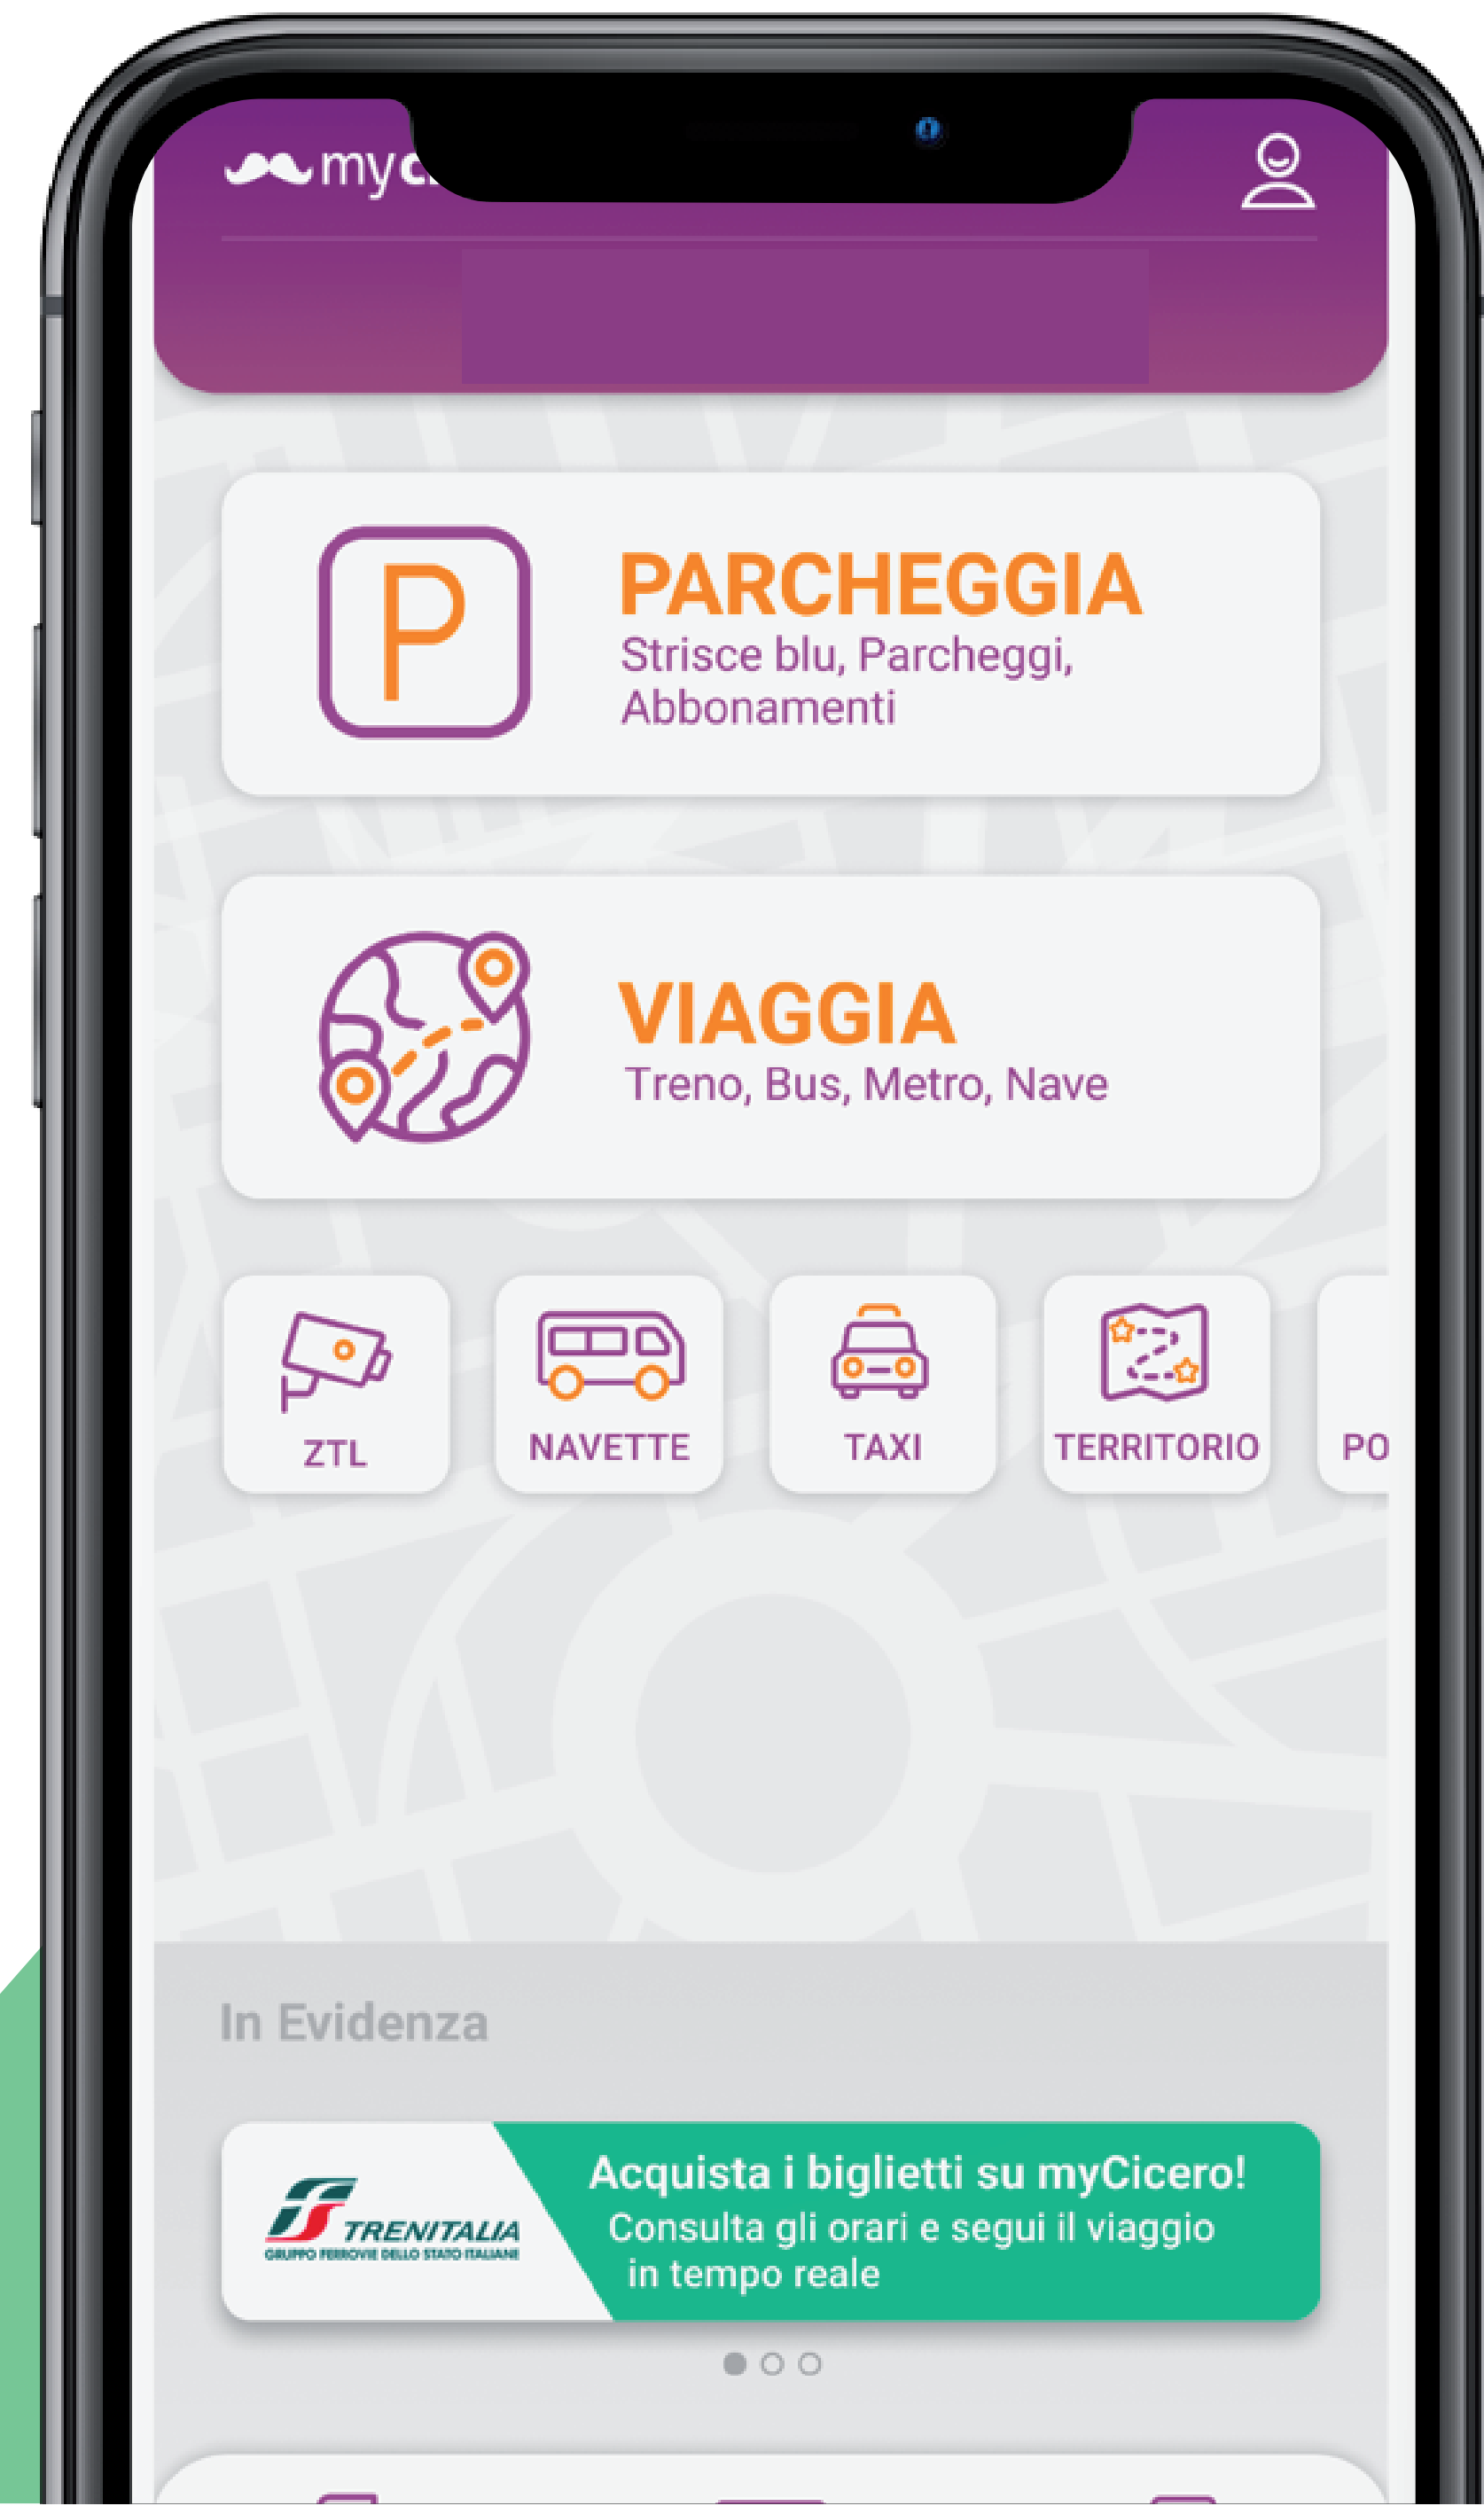 my
P
PARCHEGGIA
Strisce blu, Parcheggi,
Abbonamenti
VIAGGIA
Treno, Bus, Metro, Nave
ZTL
NAVETTE
TAXI
TERRITORIO
PO
In Evidenza
TRENITALIA
GRUPPO FERROVIE DELLO STATO ITALIANE
Acquista i biglietti su myCicero!
Consulta gli orari e segui il viaggio
in tempo reale